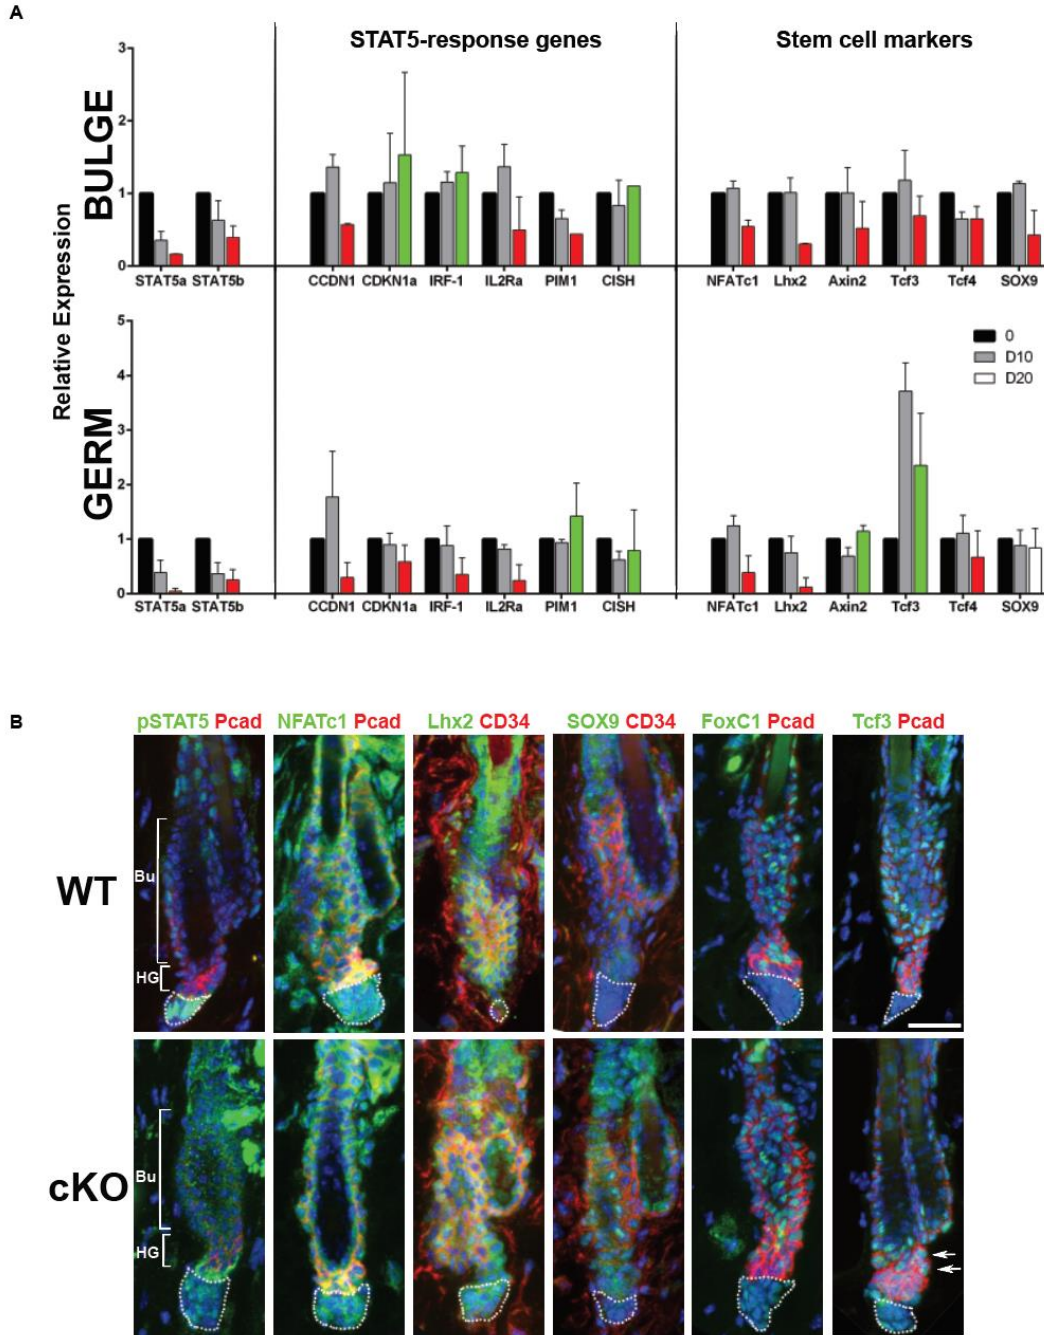 A
STAT5-response genes
Stem cell markers
BULGE
3
2
1
0
STAT5a STAT5b
CCDN1 CDKN1a IRF-1 IL2Ra PIM1 CISH
NFATc1 Lhx2 Axin2 Tcf3 Tcf4 SOX9
Relative Expression
GERM
5
4
3
2
1
0
0
D10
D20
STAT5a STAT5b
CCDN1 CDKN1a IRF-1 IL2Ra PIM1 CISH
NFATc1 Lhx2 Axin2 Tcf3 Tcf4 SOX9
B
pSTAT5 Pcad
NFATc1 Pcad
Lhx2 CD34
SOX9 CD34
FoxC1 Pcad
Tcf3 Pcad
WT
Bu
HG
cKO
Bu
HG